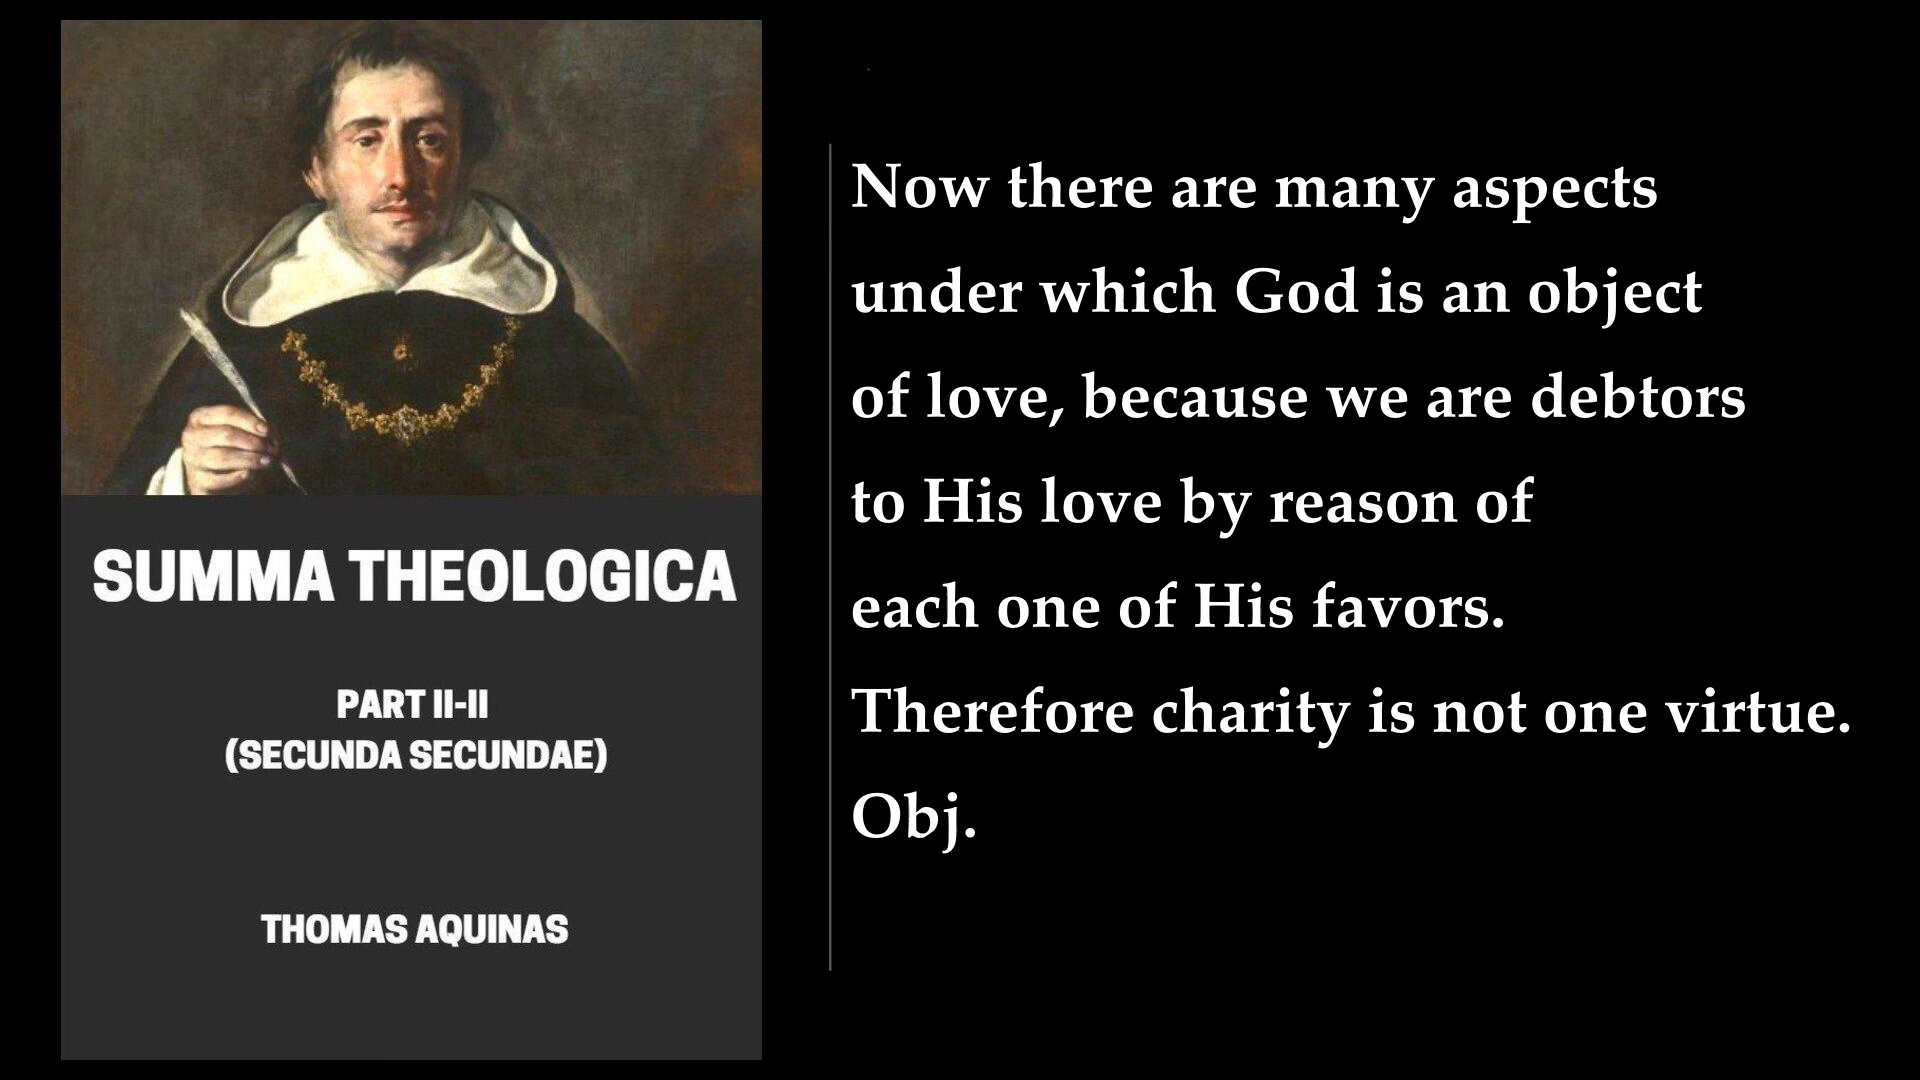 SUMMA THEOLOGICA
PART II-II
(SECUNDA SECUNDAE)
THOMAS AQUINAS
Now there are many aspects
under which God is an object
of love, because we are debtors
to His love by reason of
each one of His favors.
Therefore charity is not one virtue.
Obj.